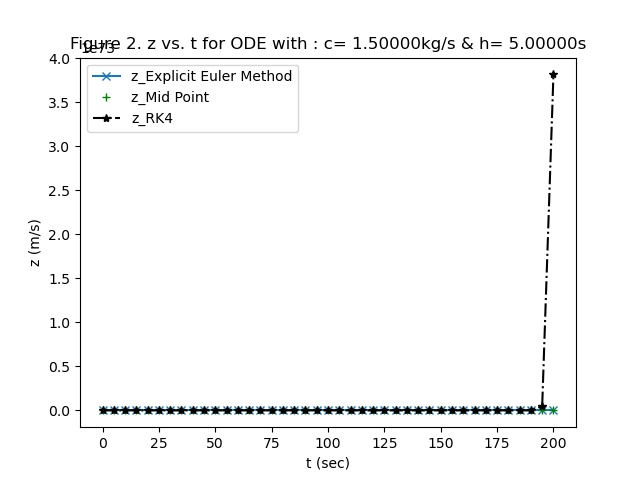 Figure 2. z vs. t for ODE with : c= 1.50000kg/s & h= 5.00000s
1e73
4.0
3.5
3.0
2.5
2.0
1.5
1.0
0.5
0.0
z (m/s)
z_Explicit Euler Method
z_Mid Point
z_RK4
0 25 50 75 100 125 150 175 200
t (sec)